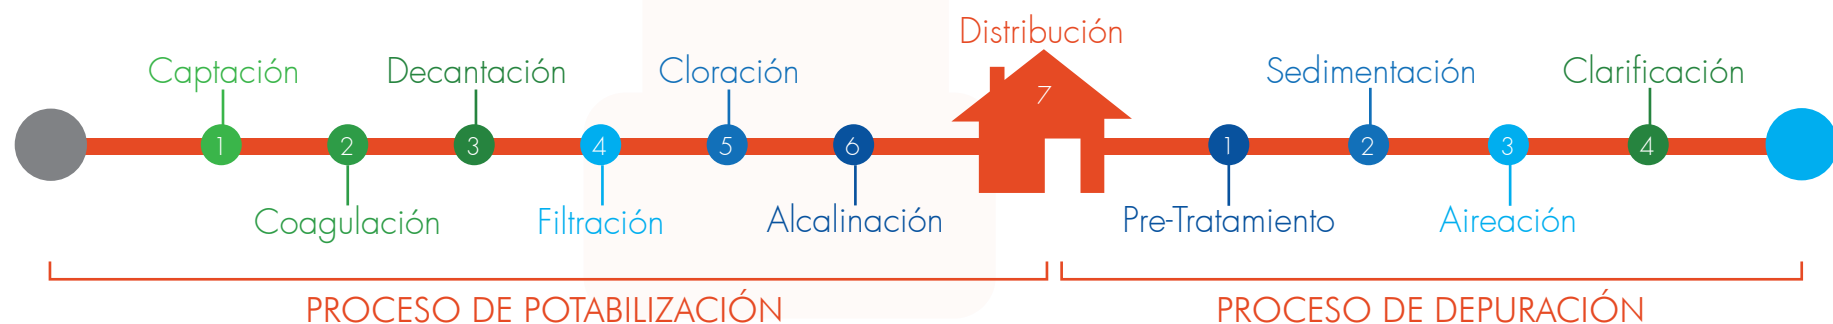 Distribución
Captación
Decantación
Cloración
Sedimentación
Clarificación
7
1
2
3
4
5
6
1
2
3
4
Coagulación
Filtración
Alcalinación
Pre-Tratamiento
Aireación
PROCESO DE POTABILIZACIÓN
PROCESO DE DEPURACIÓN